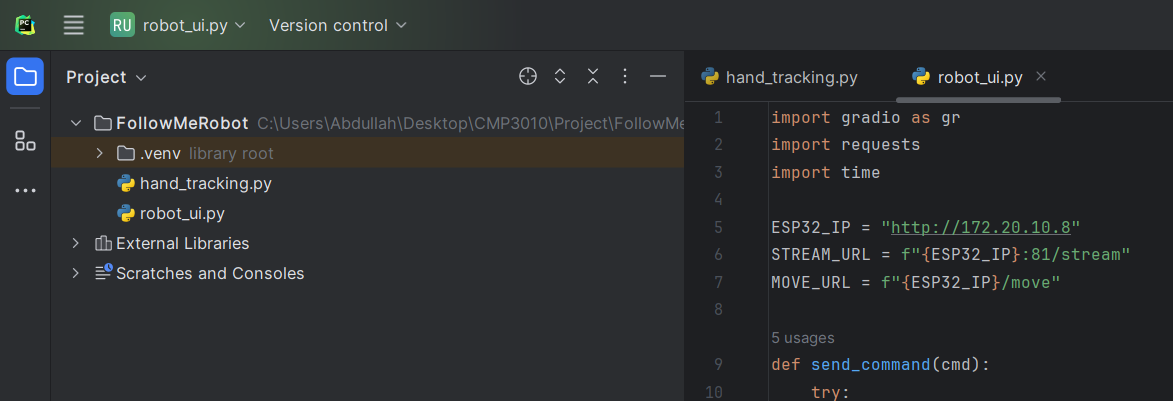 PC
RU robot_ui.py Version control
Project
hand_tracking.py robot_ui.py
FollowMeRobot C:\Users\Abdullah\Desktop\CMP3010\Project\FollowMe
.venv library root
hand_tracking.py
robot_ui.py
External Libraries
Scratches and Consoles
1 import gradio as gr
2 import requests
3 import time
4
5 ESP32_IP = "http://172.20.10.8"
6 STREAM_URL = f"{ESP32_IP}:81/stream"
7 MOVE_URL = f"{ESP32_IP}/move"
8
5 usages
9 def send_command(cmd):
10 try: